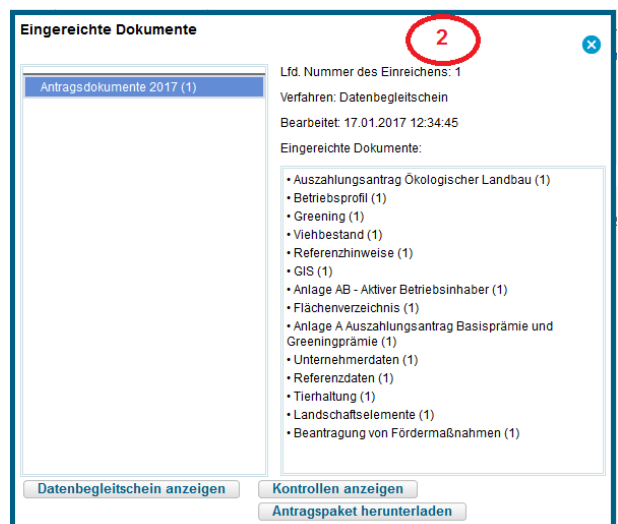 Eingereichte Dokumente
2
Antragsdokumente 2017 (1)
Lfd. Nummer des Einreichens: 1
Verfahren: Datenbegleitschein
Bearbeitet: 17.01.2017 12:34:45
Eingereichte Dokumente:
• Auszahlungsantrag Ökologischer Landbau (1)
• Betriebsprofil (1)
• Greening (1)
• Viehbestand (1)
• Referenzhinweise (1)
• GIS (1)
• Anlage AB - Aktiver Betriebsinhaber (1)
• Flächenverzeichnis (1)
• Anlage A Auszahlungsantrag Basisprämie und
Greeningprämie (1)
• Unternehmerdaten (1)
• Referenzdaten (1)
• Tierhaltung (1)
• Landschaftselemente (1)
• Beantragung von Fördermaßnahmen (1)
Datenbegleitschein anzeigen
Kontrollen anzeigen
Antragspaket herunterladen